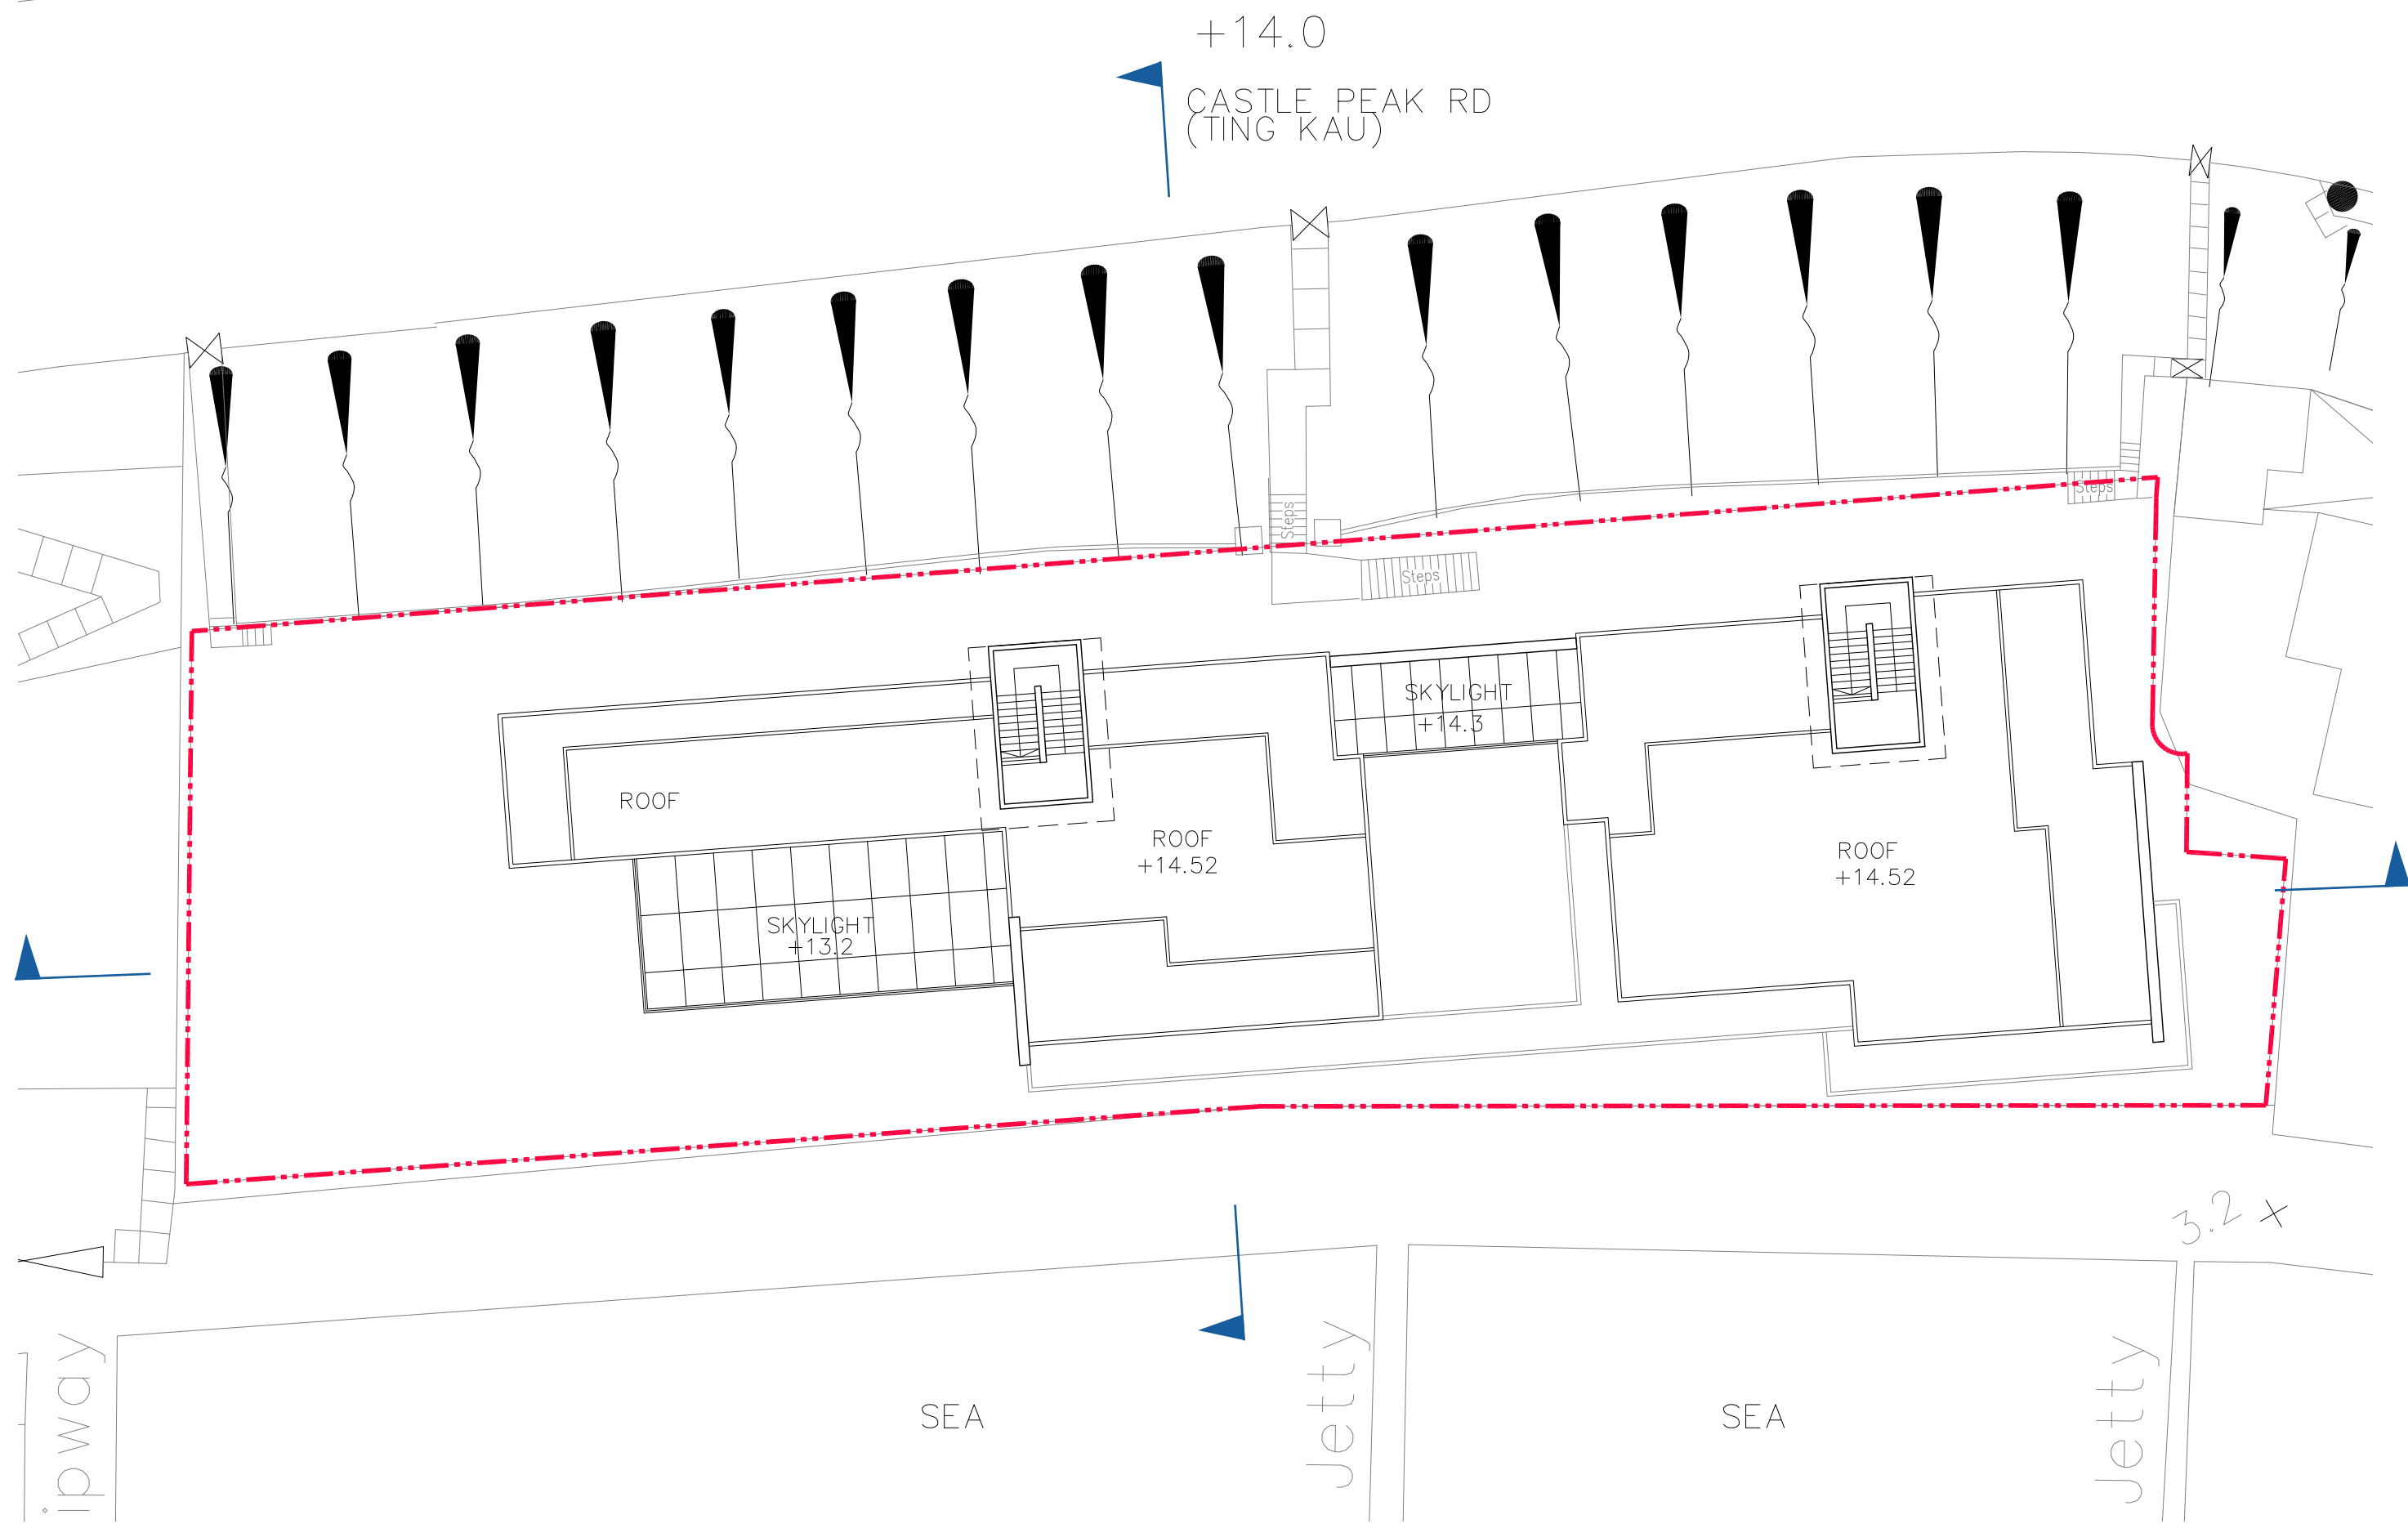 +14.0
CASTLE PEAK RD
(TING KAU)
Steps
Steps
Steps
SKYLIGHT
+14.3
ROOF
ROOF
+14.52
ROOF
+14.52
SKYLIGHT
+13.2
3.2
ipway
Jetty
Jetty
SEA
SEA